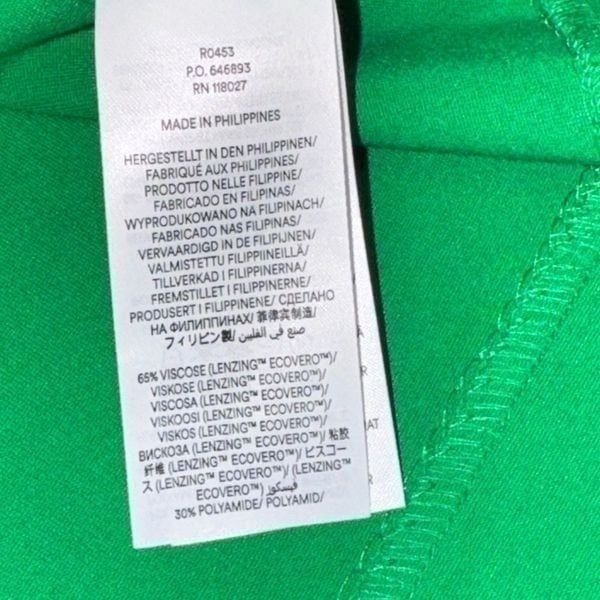 R0453
P.O. 646893
RN 118027
MADE IN PHILIPPINES
HERGESTELLT IN DEN PHILIPPINEN/
FABRIQUÉ AUX PHILIPPINES/
PRODOTTO NELLE FILIPPINE/
FABRICADO EN FILIPINAS/
WYPRODUKOWANO NA FILIPINACH/
FABRICADO NAS FILIPINAS/
VERVAARDIGD IN DE FILIPIJNEN/
VALMISTETTU FILIPPIINEILLÄ/
TILLVERKAD I FILIPPINERNA/
FREMSTILLET I FILIPPINERNE/
PRODUSERT I FILIPPINENE/ СДЕЛАНО
НА ФИЛИППИНАХ/ 菲律宾制造/
フィリピン製/ صنع في الفلبين
65% VISCOSE (LENZING™ ECOVERO™)/
VISKOSE (LENZING™ ECOVERO™)/
VISCOSA (LENZING™ ECOVERO™)/
VISKOOSI (LENZING™ ECOVERO™)/
VISKOS (LENZING™ ECOVERO™)/
ВИСКОЗА (LENZING™ ECOVERO™)/ 粘胶
纤维 (LENZING™ ECOVERO™)/ ビスコー
ス (LENZING™ ECOVERO™)/ (LENZING™
ECOVERO™) فيسكوز/
30% POLYAMIDE/ POLYAMID/